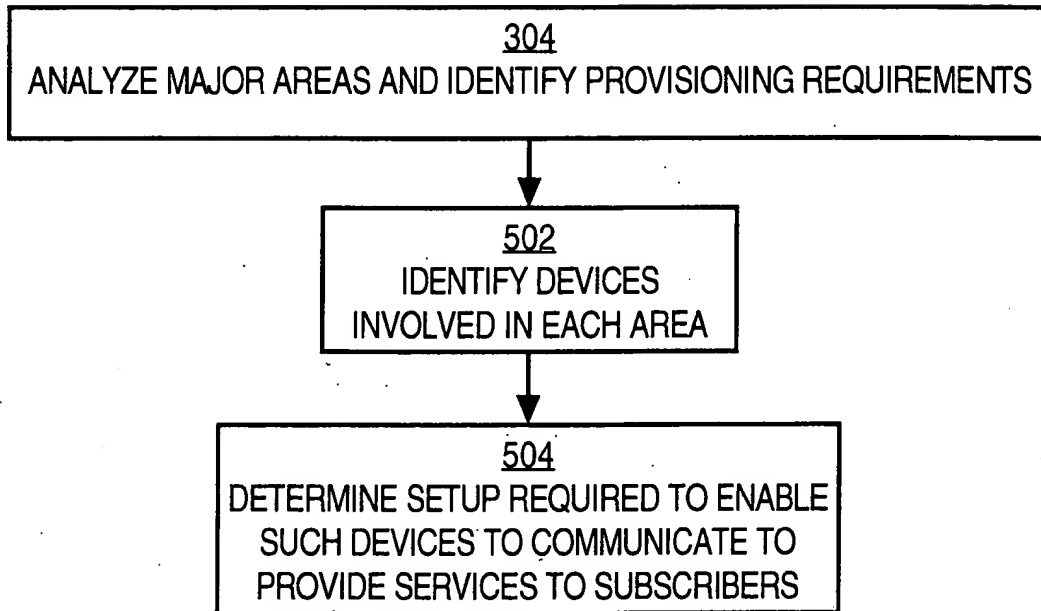 304
ANALYZE MAJOR AREAS AND IDENTIFY PROVISIONING REQUIREMENTS
502
IDENTIFY DEVICES
INVOLVED IN EACH AREA
504
DETERMINE SETUP REQUIRED TO ENABLE
SUCH DEVICES TO COMMUNICATE TO
PROVIDE SERVICES TO SUBSCRIBERS